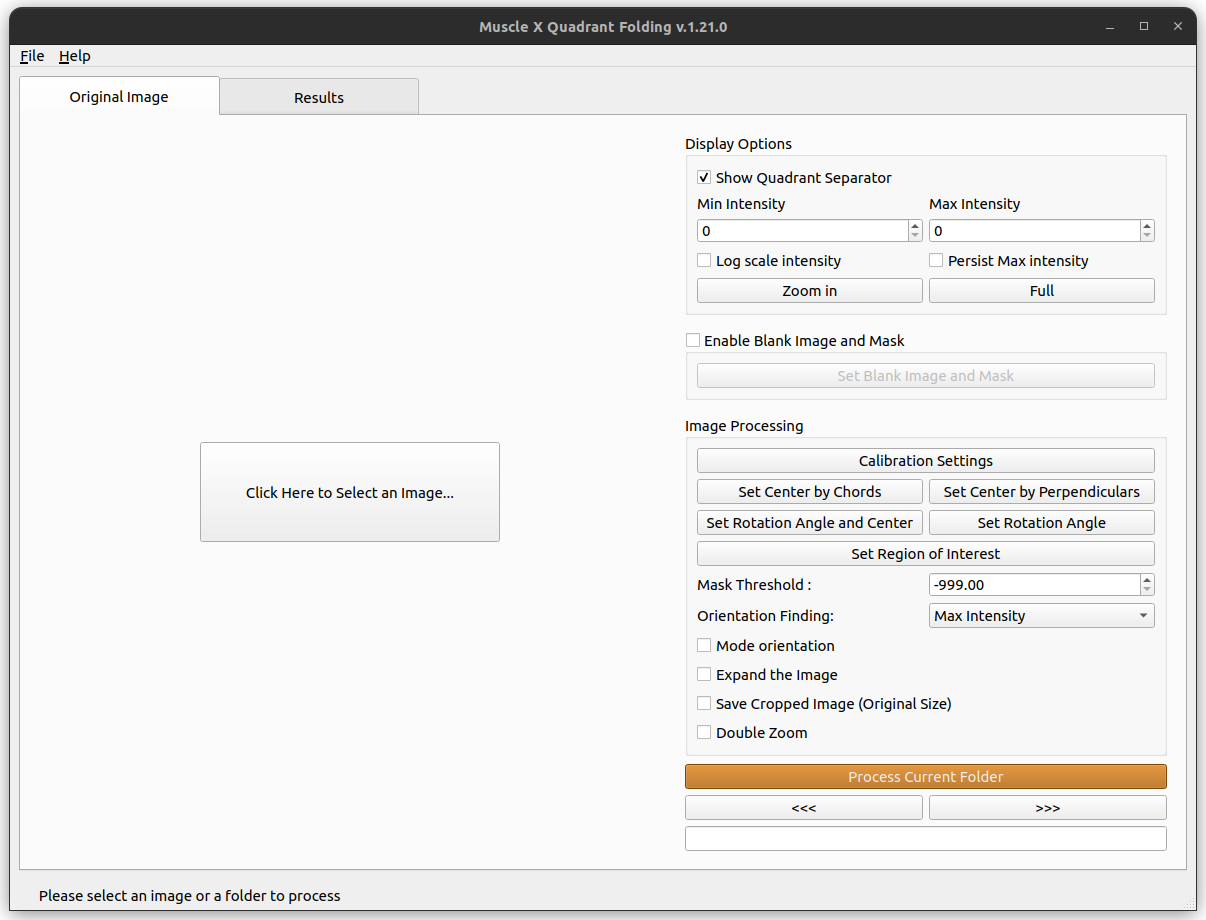 Muscle X Quadrant Folding v.1.21.0
File Help
Original Image Results
Display Options
Show Quadrant Separator
Min Intensity Max Intensity
0 0
Log scale intensity Persist Max intensity
Zoom in Full
Enable Blank Image and Mask
Set Blank Image and Mask
Image Processing
Calibration Settings
Set Center by Chords Set Center by Perpendiculars
Click Here to Select an Image...
Set Rotation Angle and Center Set Rotation Angle
Set Region of Interest
Mask Threshold : -999.00
Orientation Finding: Max Intensity
Mode orientation
Expand the Image
Save Cropped Image (Original Size)
Double Zoom
Process Current Folder
<<< >>>
Please select an image or a folder to process